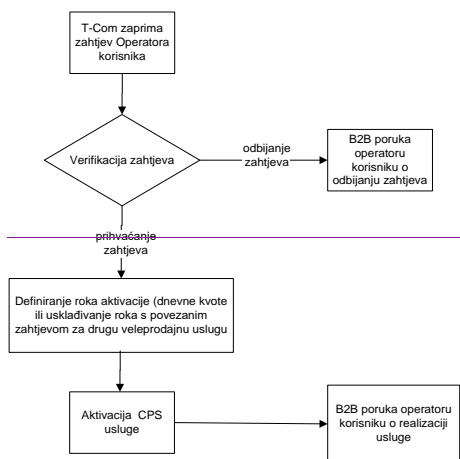 T-Com zaprima
zahtjev Operatora
korisnika
Verifikacija zahtjeva
odbijanje
zahtjeva
B2B poruka
operatoru
korisniku o
odbijanju zahtjeva
prihvaćanje
zahtjeva
Definiranje roka aktivacije (dnevne kvote
ili usklađivanje roka s povezanim
zahtjevom za drugu veleprodajnu uslugu
Aktivacija CPS
usluge
B2B poruka operatoru
korisniku o realizaciji
usluge